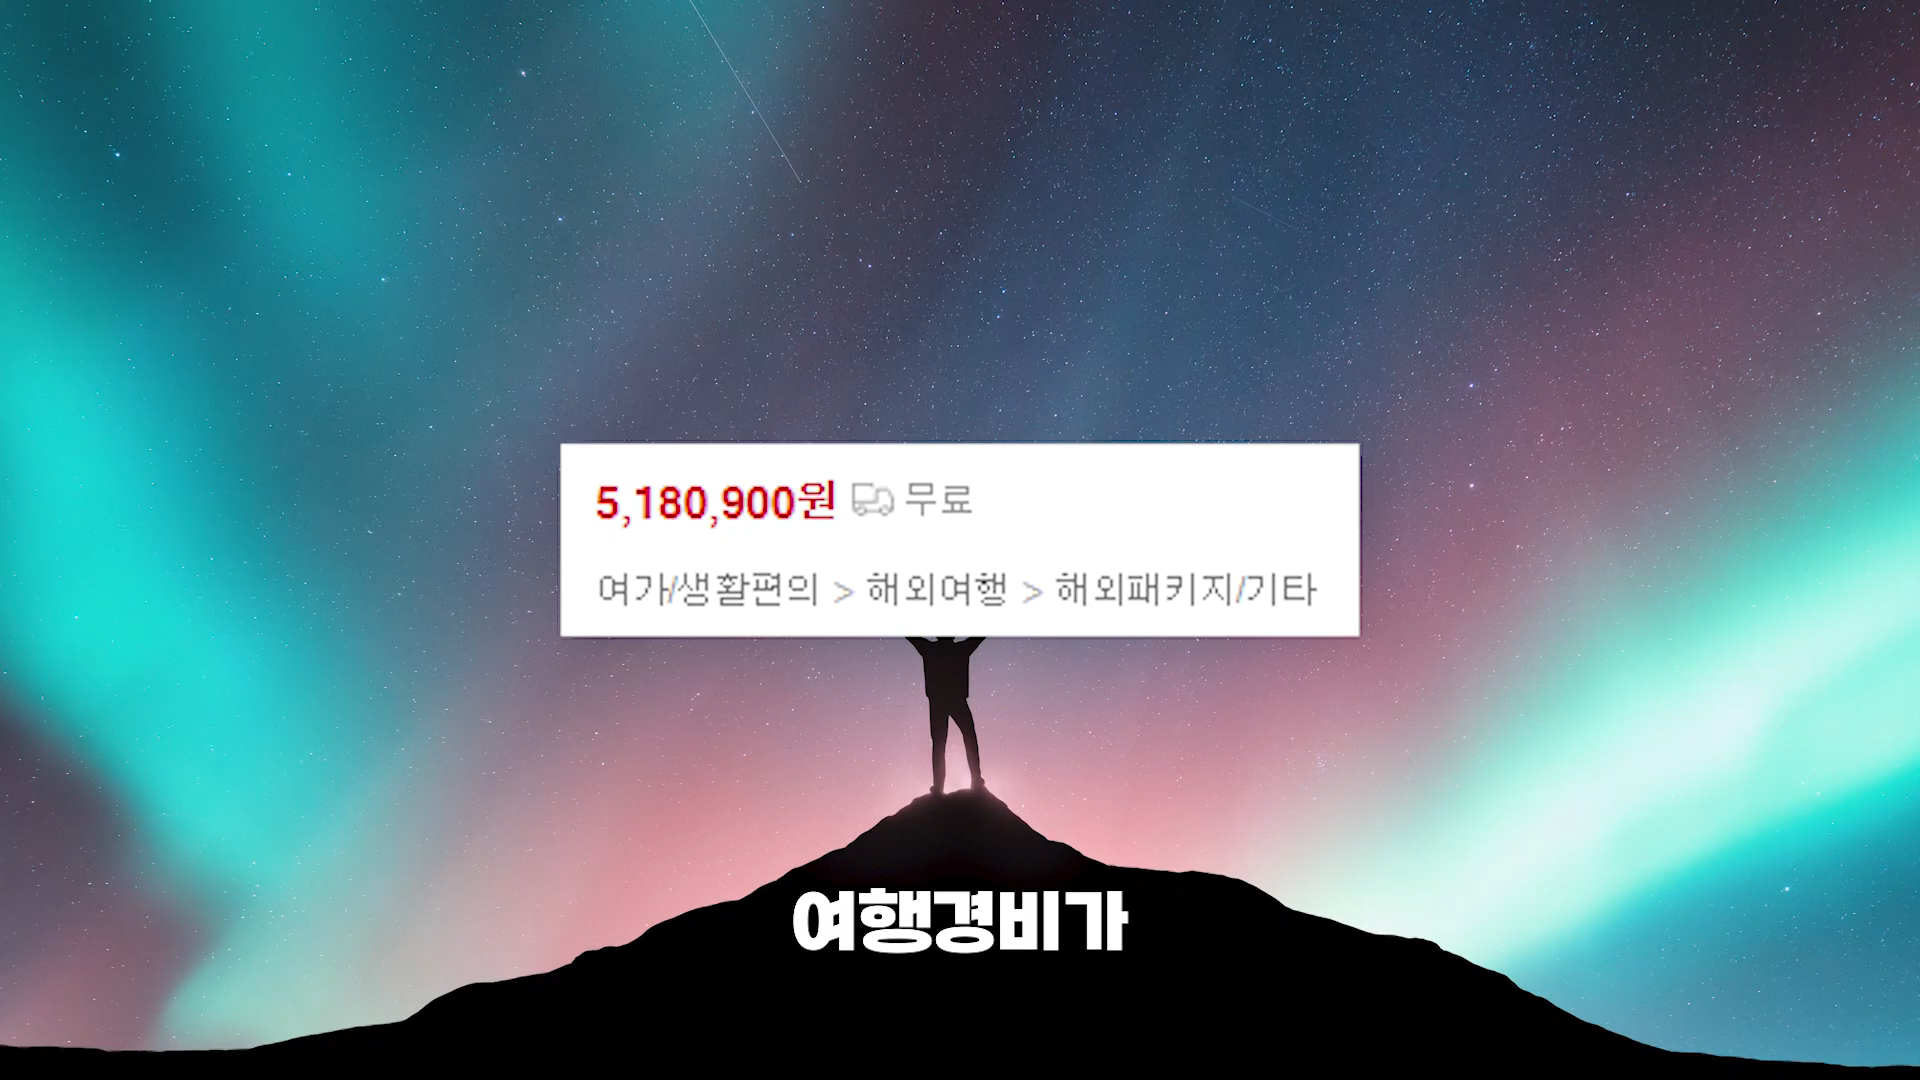 5,180,900원 무료
여가/생활편의 > 해외여행 > 해외패키지/기타
여행경비가